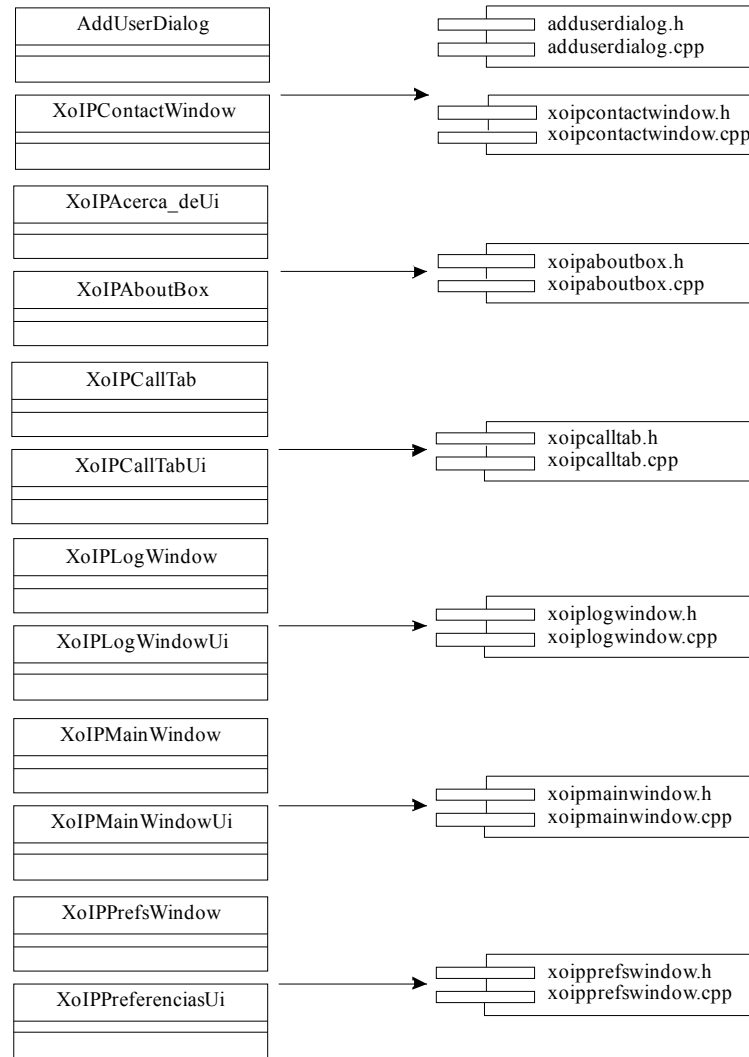 AddUserDialog
adduserdialog.h
adduserdialog.cpp
XoIPContactWindow
xoipcontactwindow.h
xoipcontactwindow.cpp
XoIPAcerca_deUi
XoIPAboutBox
xoipaboutbox.h
xoipaboutbox.cpp
XoIPCallTab
XoIPCallTabUi
xoipcalltab.h
xoipcalltab.cpp
XoIPLogWindow
XoIPLogWindowUi
xoiplogwindow.h
xoiplogwindow.cpp
XoIPMainWindow
XoIPMainWindowUi
xoipmainwindow.h
xoipmainwindow.cpp
XoIPPrefsWindow
XoIPPreferenciasUi
xoipprefswindow.h
xoipprefswindow.cpp